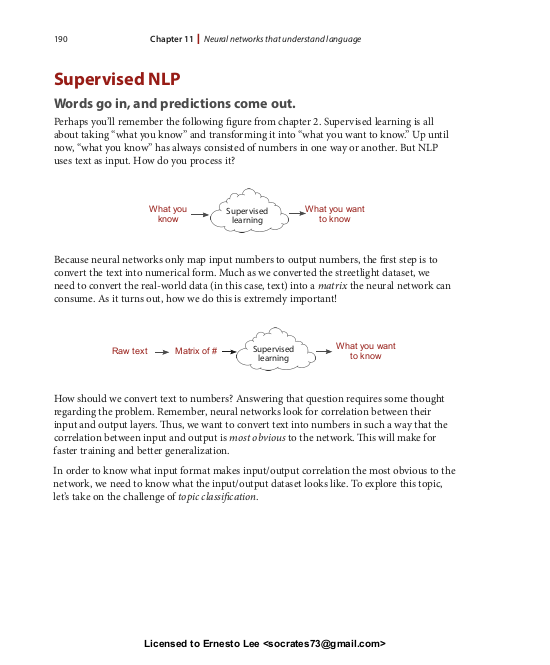 190 Chapter 11 | Neural networks that understand language
Supervised NLP
Words go in, and predictions come out.
Perhaps you'll remember the following figure from chapter 2. Supervised learning is all
about taking “what you know” and transforming it into “what you want to know.” Up until
now, “what you know” has always consisted of numbers in one way or another. But NLP
uses text as input. How do you process it?
What you
know
Supervised
learning
What you want
to know
Because neural networks only map input numbers to output numbers, the first step is to
convert the text into numerical form. Much as we converted the streetlight dataset, we
need to convert the real-world data (in this case, text) into a matrix the neural network can
consume. As it turns out, how we do this is extremely important!
Raw text
Matrix of #
Supervised
learning
What you want
to know
How should we convert text to numbers? Answering that question requires some thought
regarding the problem. Remember, neural networks look for correlation between their
input and output layers. Thus, we want to convert text into numbers in such a way that the
correlation between input and output is most obvious to the network. This will make for
faster training and better generalization.
In order to know what input format makes input/output correlation the most obvious to the
network, we need to know what the input/output dataset looks like. To explore this topic,
let's take on the challenge of topic classification.
Licensed to Ernesto Lee <socrates73@gmail.com>